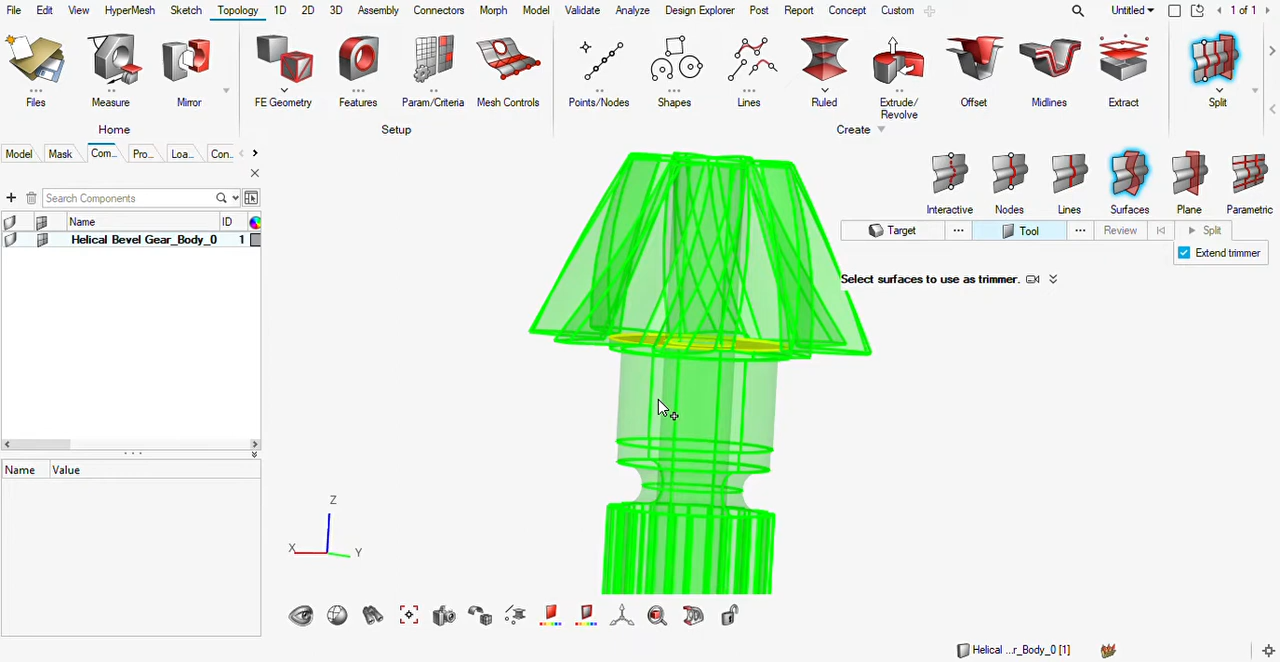 File Edit View HyperMesh Sketch Topology 1D 2D 3D Assembly Connectors Morph Model Validate Analyze Design Explorer Post Report Concept Custom Untitled 1 of 1
Files Measure Mirror FE Geometry Features Param/Criteria Mesh Controls Points/Nodes Shapes Lines Ruled Extrude/
Revolve Offset Midlines Extract Split
Home Setup Create
Model Mask Com... Pro... Loa... Con...
Interactive Nodes Lines Surfaces Plane Parametric
Search Components
Name ID
Helical Bevel Gear_Body_0 1
Target ... Tool ... Review Split
Extend trimmer
Select surfaces to use as trimmer.
Name Value
Z
X
Y
Helical ...r_Body_0 [1]